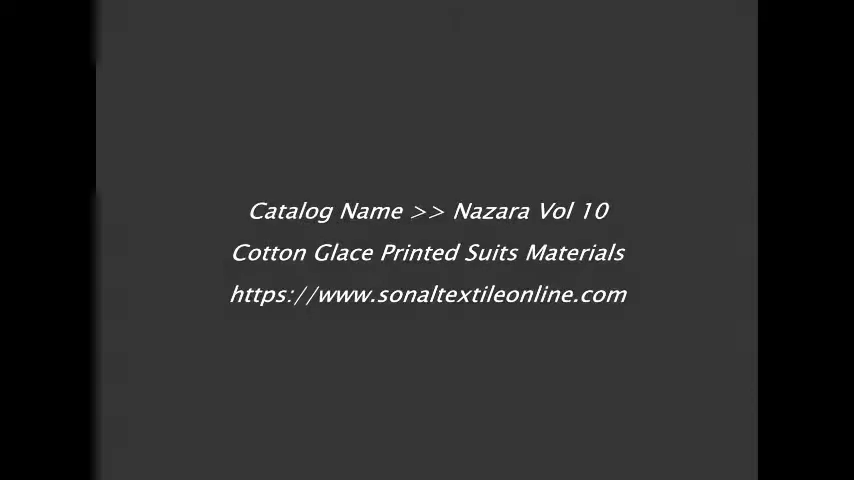 Catalog Name >> Nazara Vol 10
Cotton Glace Printed Suits Materials
https://www.sonaltextileonline.com